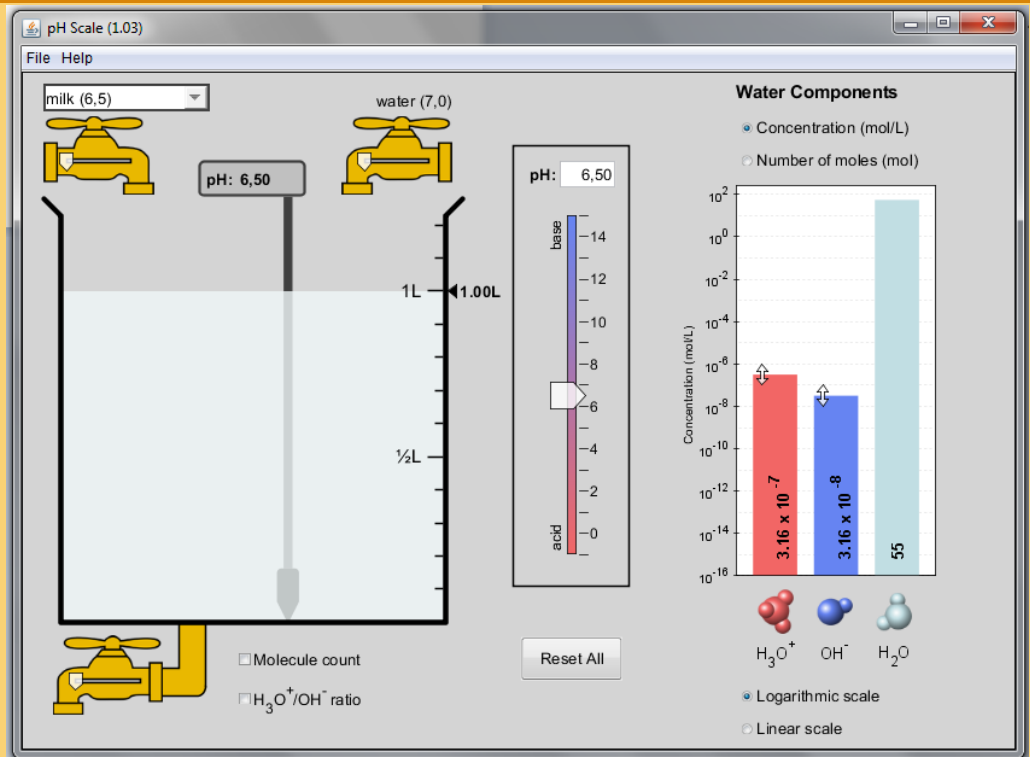 pH Scale (1.03)
File Help
milk (6,5)
water (7,0)
pH: 6,50
1L
1.00L
½L
pH: 6,50
base
14
12
10
8
6
4
2
0
acid
Water Components
Concentration (mol/L)
Number of moles (mol)
Concentration (mol/L)
10²
10⁰
10⁻²
10⁻⁴
10⁻⁶
10⁻⁸
10⁻¹⁰
10⁻¹²
10⁻¹⁴
10⁻¹⁶
3.16 x 10 ⁻⁷
3.16 x 10 ⁻⁸
55
H₃O⁺ OH⁻ H₂O
Logarithmic scale
Linear scale
Molecule count
H₃O⁺/OH⁻ ratio
Reset All